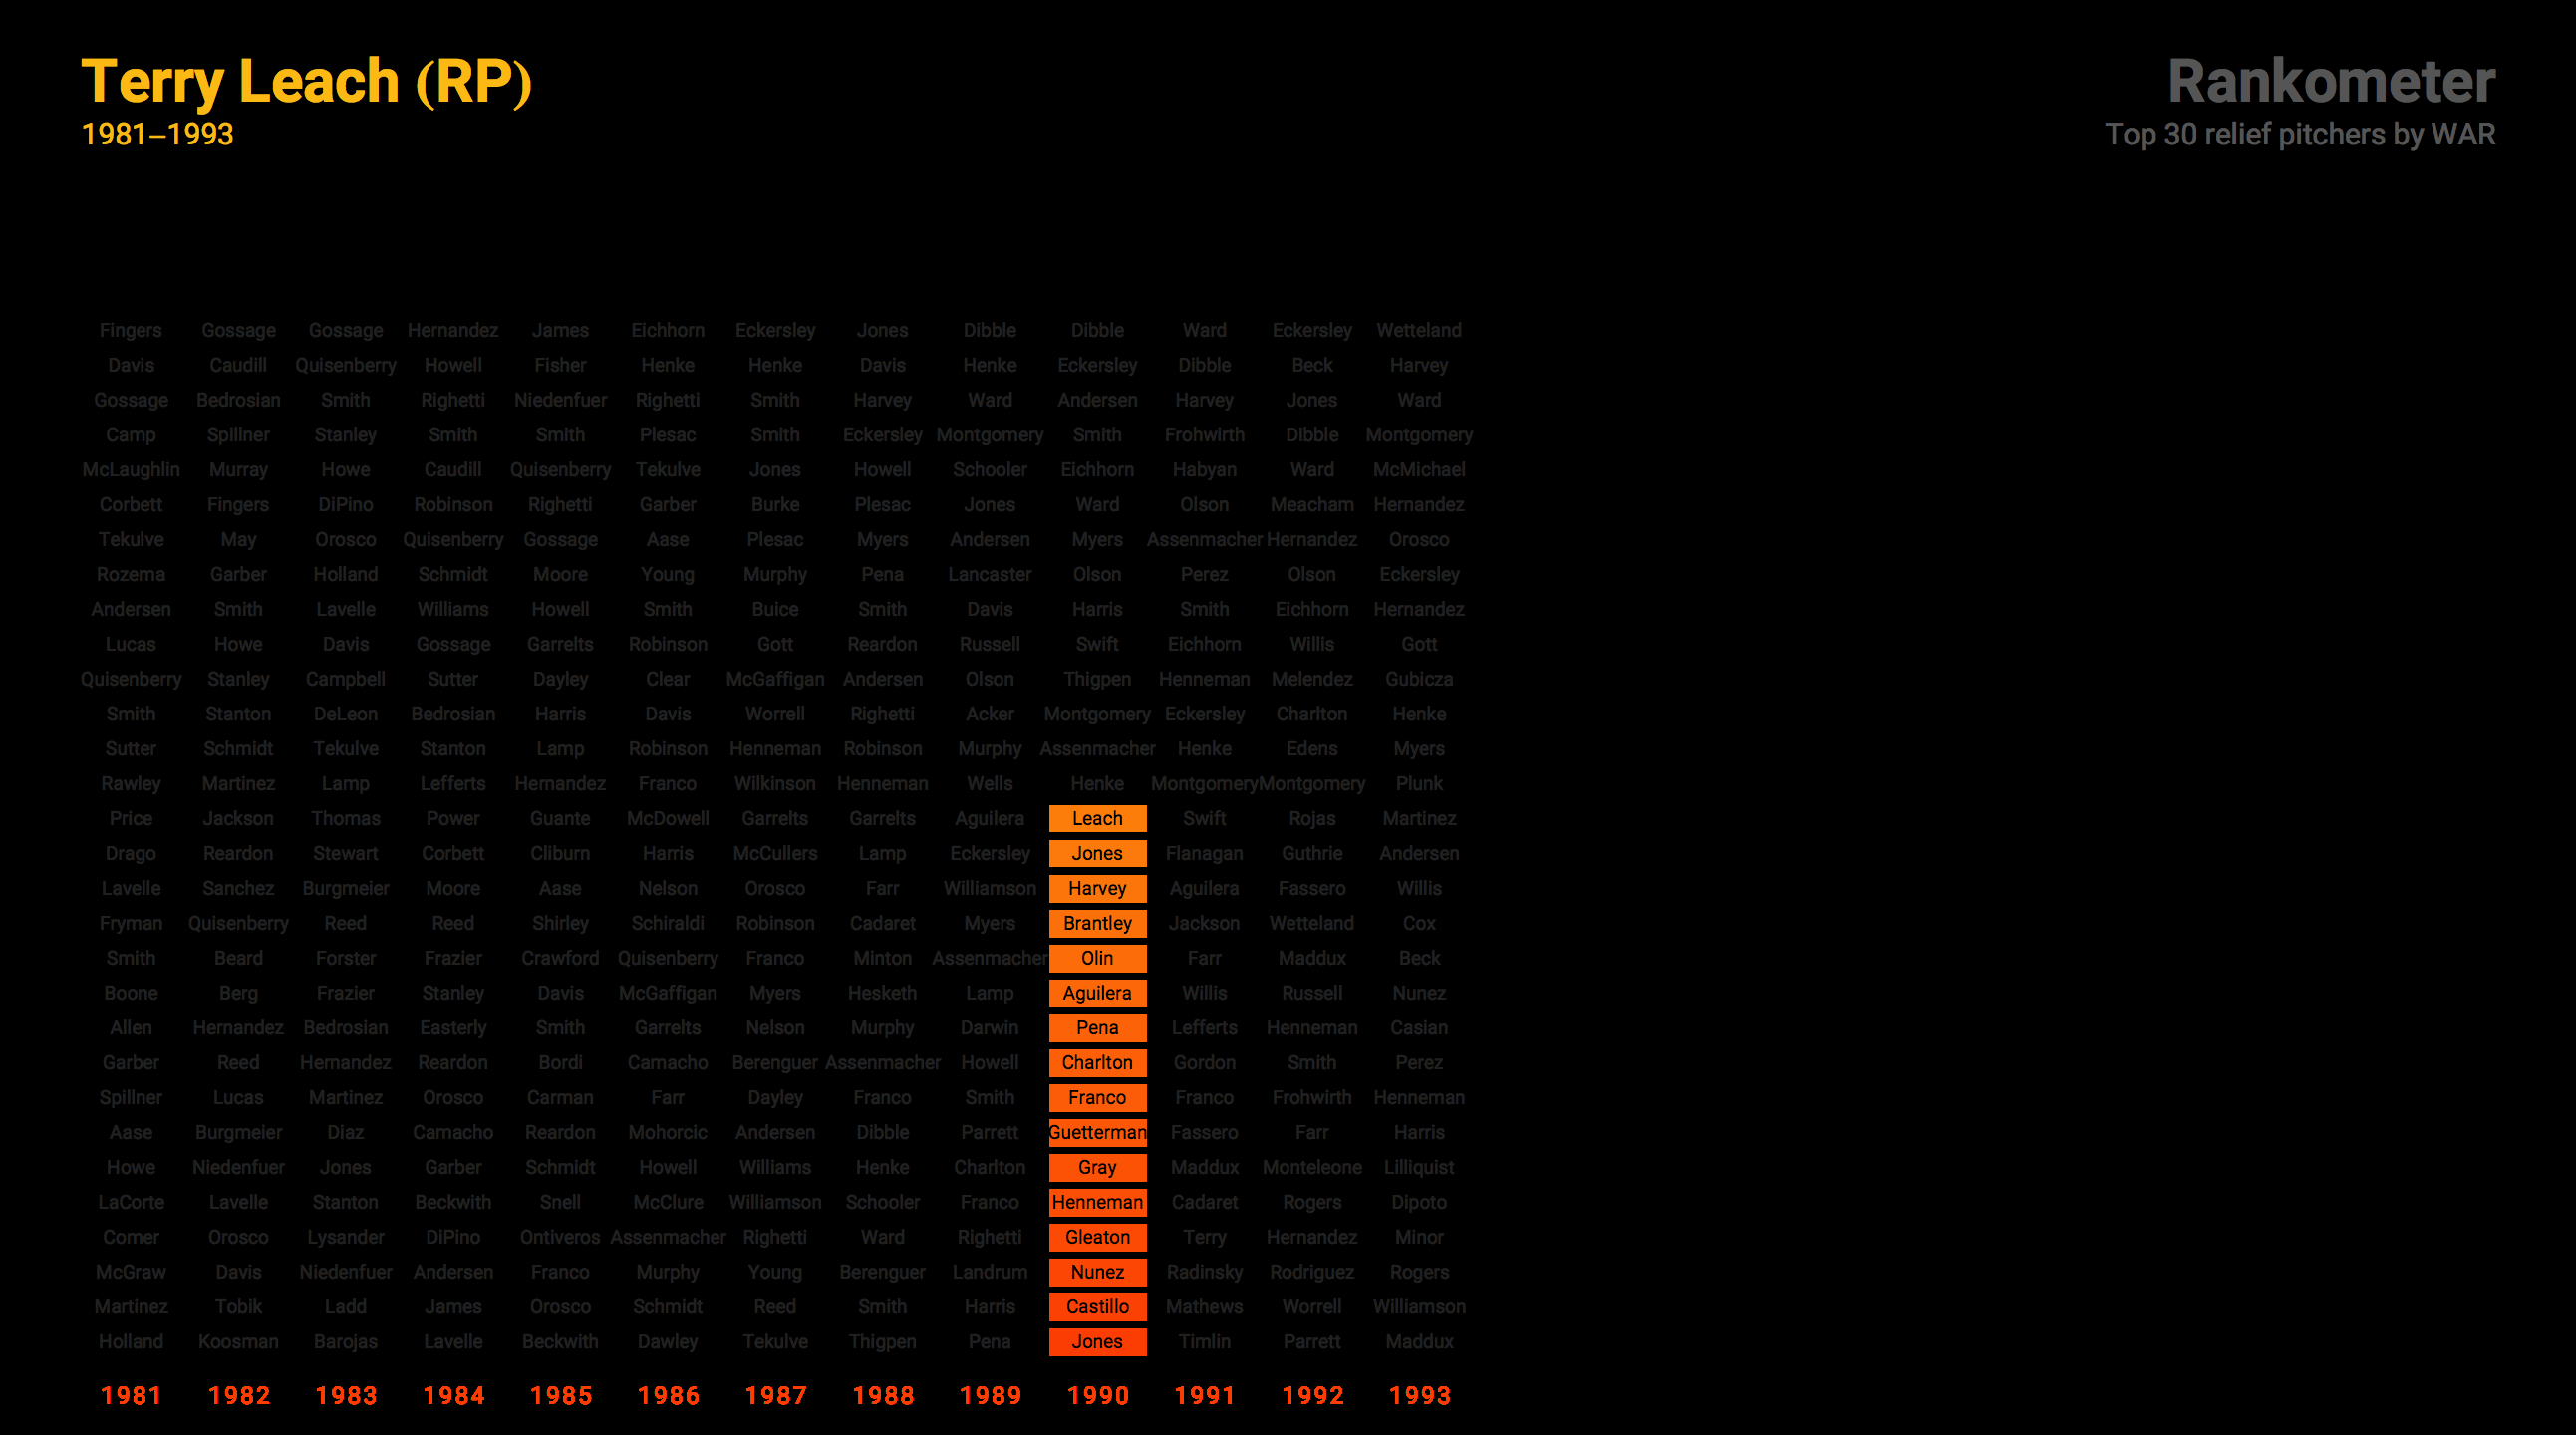 Terry Leach (RP)
1981–1993
Rankometer
Top 30 relief pitchers by WAR
Fingers Gossage Gossage Hernandez James Eichhorn Eckersley Jones Dibble Dibble Ward Eckersley Wetteland
Davis Caudill Quisenberry Howell Fisher Henke Henke Davis Henke Eckersley Dibble Beck Harvey
Gossage Bedrosian Smith Righetti Niedenfuer Righetti Smith Harvey Ward Andersen Harvey Jones Ward
Camp Spillner Stanley Smith Smith Plesac Smith Eckersley Montgomery Smith Frohwirth Dibble Montgomery
McLaughlin Murray Howe Caudill Quisenberry Tekulve Jones Howell Schooler Eichhorn Habyan Ward McMichael
Corbett Fingers DiPino Robinson Righetti Garber Burke Plesac Jones Ward Olson Meacham Hernandez
Tekulve May Orosco Quisenberry Gossage Aase Plesac Myers Andersen Myers Assenmacher Hernandez Orosco
Rozema Garber Holland Schmidt Moore Young Murphy Pena Lancaster Olson Perez Olson Eckersley
Andersen Smith Lavelle Williams Howell Smith Buice Smith Davis Harris Smith Eichhorn Hernandez
Lucas Howe Davis Gossage Garrelts Robinson Gott Reardon Russell Swift Eichhorn Willis Gott
Quisenberry Stanley Campbell Sutter Dayley Clear McGaffigan Andersen Olson Thigpen Henneman Melendez Gubicza
Smith Stanton DeLeon Bedrosian Harris Davis Worrell Righetti Acker Montgomery Eckersley Charlton Henke
Sutter Schmidt Tekulve Stanton Lamp Robinson Henneman Robinson Murphy Assenmacher Henke Edens Myers
Rawley Martinez Lamp Lefferts Hernandez Franco Wilkinson Henneman Wells Henke Montgomery Montgomery Plunk
Price Jackson Thomas Power Guante McDowell Garrelts Garrelts Aguilera Leach Swift Rojas Martinez
Drago Reardon Stewart Corbett Cliburn Harris McCullers Lamp Eckersley Jones Flanagan Guthrie Andersen
Lavelle Sanchez Burgmeier Moore Aase Nelson Orosco Farr Williamson Harvey Aguilera Fassero Willis
Fryman Quisenberry Reed Reed Shirley Schiraldi Robinson Cadaret Myers Brantley Jackson Wetteland Cox
Smith Beard Forster Frazier Crawford Quisenberry Franco Minton Assenmacher Olin Farr Maddux Beck
Boone Berg Frazier Stanley Davis McGaffigan Myers Hesketh Lamp Aguilera Willis Russell Nunez
Allen Hernandez Bedrosian Easterly Smith Garrelts Nelson Murphy Darwin Pena Lefferts Henneman Casian
Garber Reed Hernandez Reardon Bordi Camacho Berenguer Assenmacher Howell Charlton Gordon Smith Perez
Spillner Lucas Martinez Orosco Carman Farr Dayley Franco Smith Franco Franco Frohwirth Henneman
Aase Burgmeier Diaz Camacho Reardon Mohorcic Andersen Dibble Parrett Guetterman Fassero Farr Harris
Howe Niedenfuer Jones Garber Schmidt Howell Williams Henke Charlton Gray Maddux Monteleone Lilliquist
LaCorte Lavelle Stanton Beckwith Snell McClure Williamson Schooler Franco Henneman Cadaret Rogers Dipoto
Comer Orosco Lysander DiPino Ontiveros Assenmacher Righetti Ward Righetti Gleaton Terry Hernandez Minor
McGraw Davis Niedenfuer Andersen Franco Murphy Young Berenguer Landrum Nunez Radinsky Rodriguez Rogers
Martinez Tobik Ladd James Orosco Schmidt Reed Smith Harris Castillo Mathews Worrell Williamson
Holland Koosman Barojas Lavelle Beckwith Dawley Tekulve Thigpen Pena Jones Timlin Parrett Maddux
1981 1982 1983 1984 1985 1986 1987 1988 1989 1990 1991 1992 1993